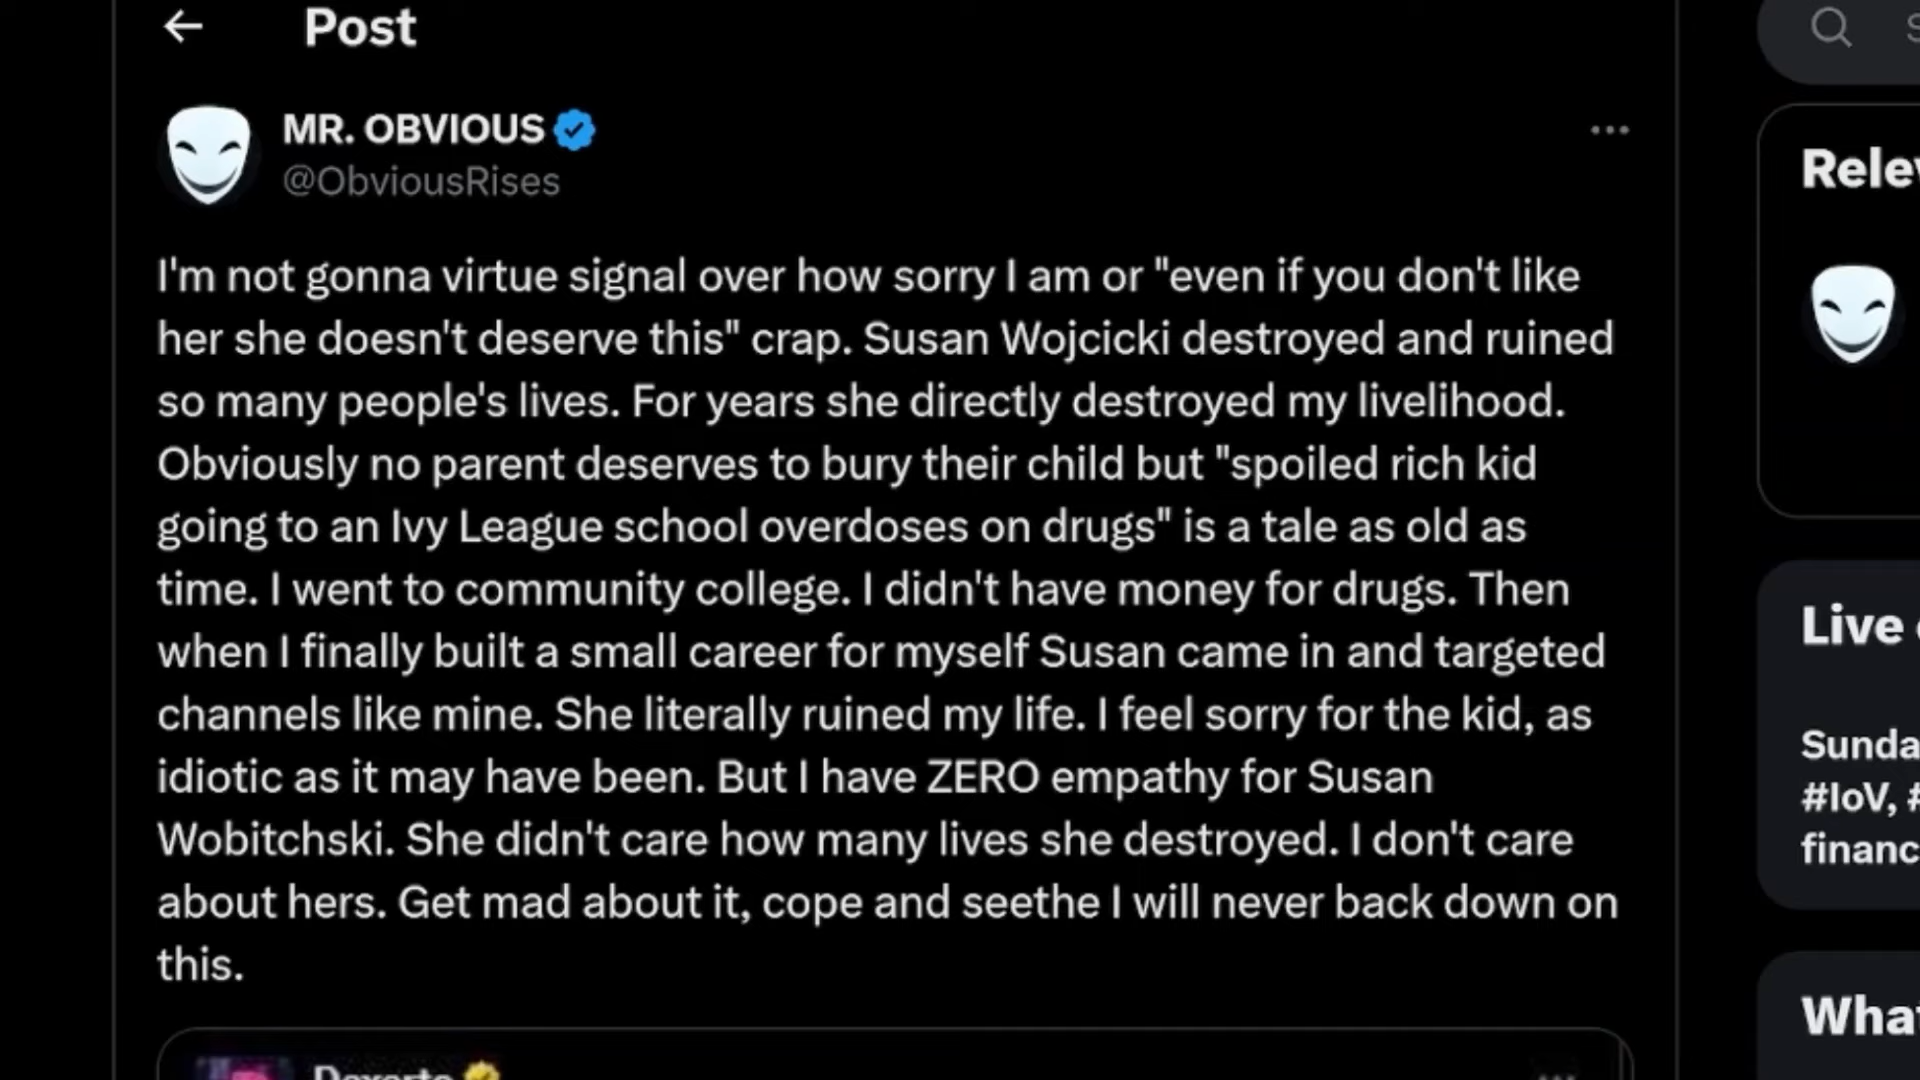 Post
MR. OBVIOUS
@ObviousRises
I'm not gonna virtue signal over how sorry I am or "even if you don't like
her she doesn't deserve this" crap. Susan Wojcicki destroyed and ruined
so many people's lives. For years she directly destroyed my livelihood.
Obviously no parent deserves to bury their child but "spoiled rich kid
going to an Ivy League school overdoses on drugs" is a tale as old as
time. I went to community college. I didn't have money for drugs. Then
when I finally built a small career for myself Susan came in and targeted
channels like mine. She literally ruined my life. I feel sorry for the kid, as
idiotic as it may have been. But I have ZERO empathy for Susan
Wobitchski. She didn't care how many lives she destroyed. I don't care
about hers. Get mad about it, cope and seethe I will never back down on
this.
Live
Sunda
#IoV, #
financ